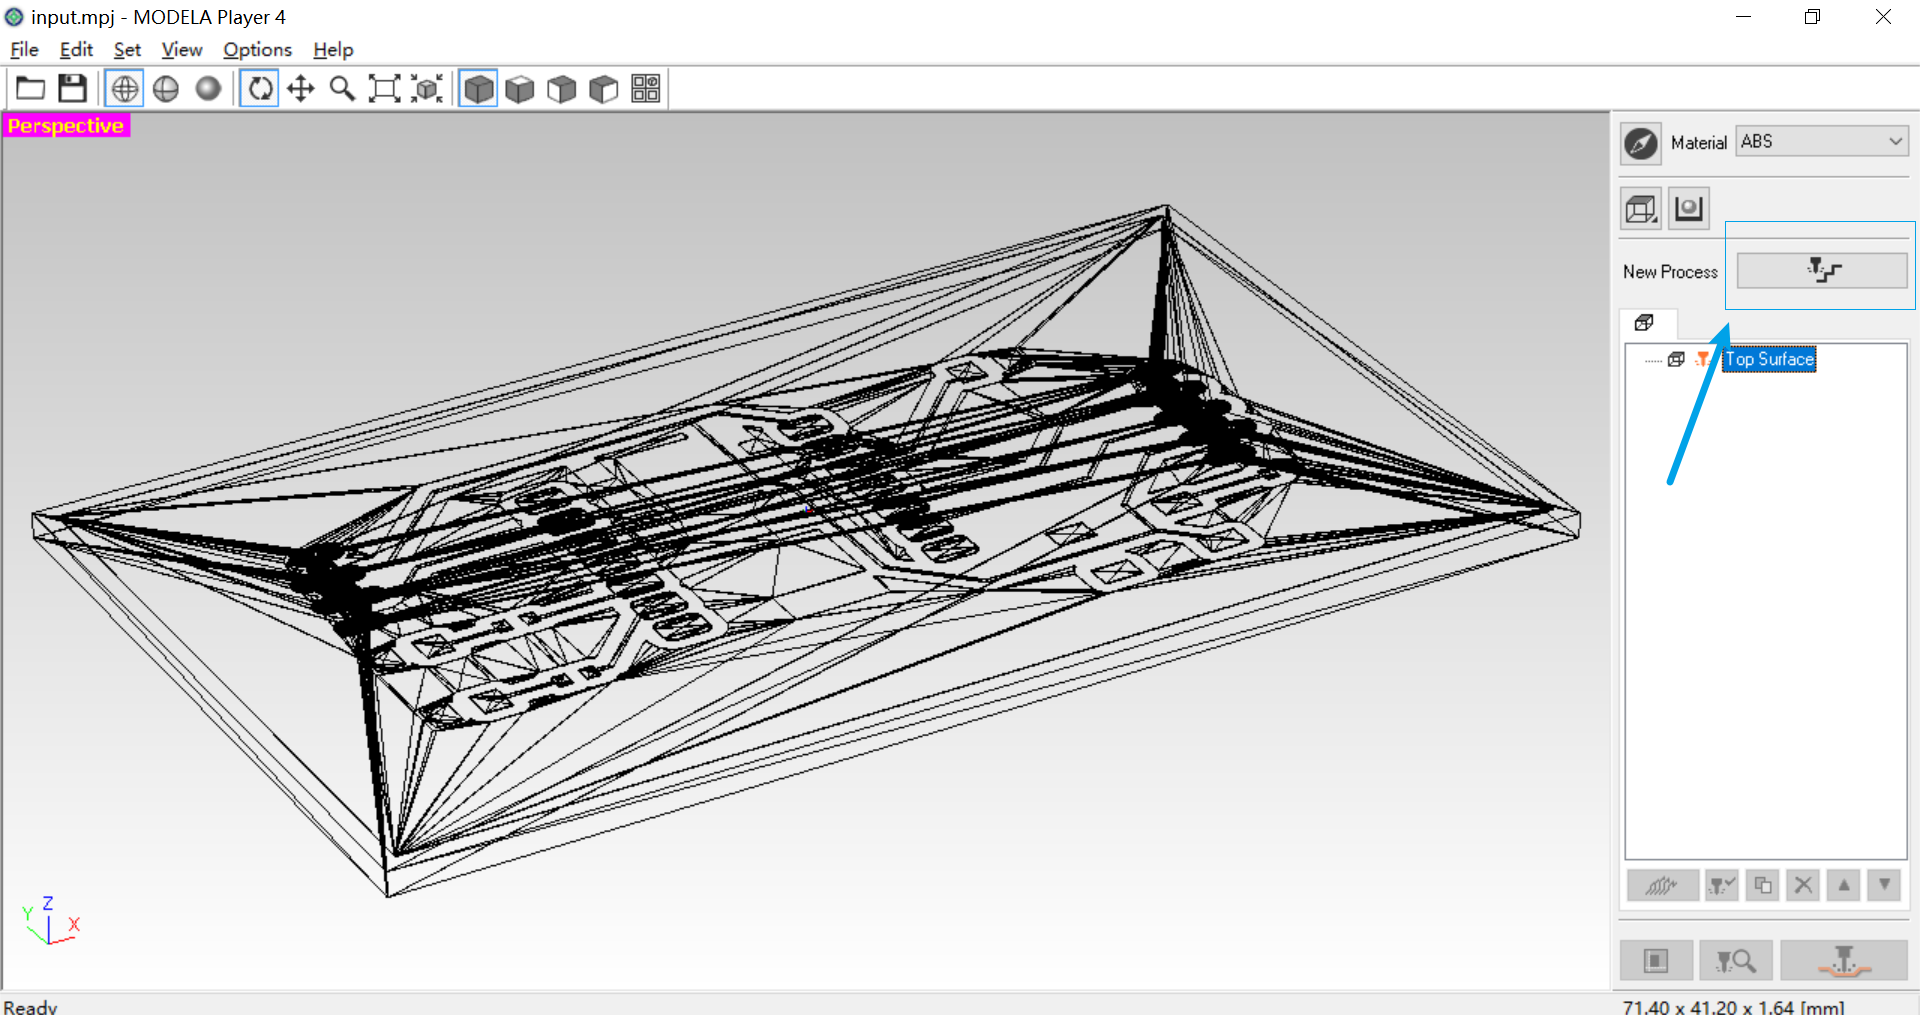 input.mpj - MODELA Player 4
File Edit Set View Options Help
Perspective
Material ABS
New Process
Top Surface
Z
Y
X
Ready
71.40 x 41.20 x 1.64 [mm]